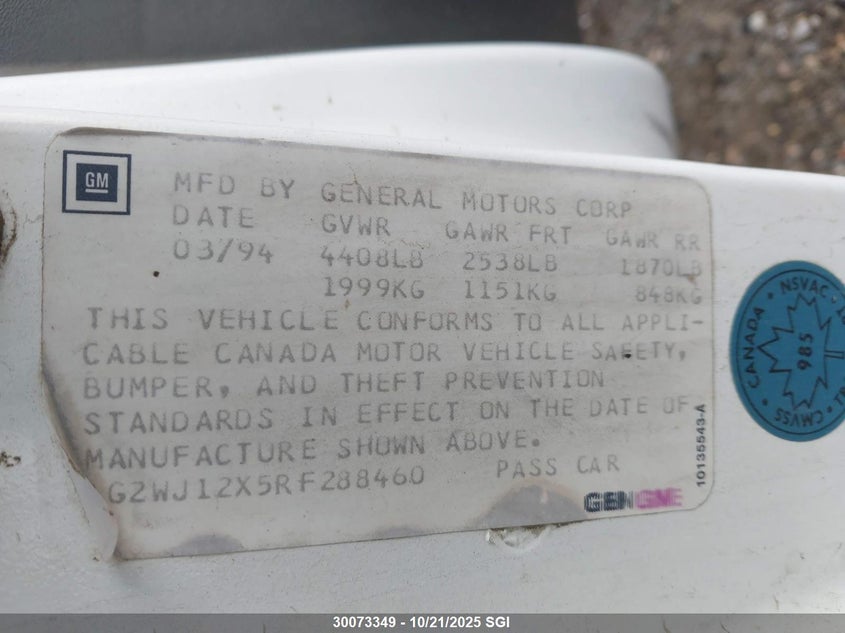 GM
MFD BY GENERAL MOTORS CORP
DATE GVWR GAWR FRT GAWR RR
03/94 4408LB 2538LB 1870LB
1999KG 1151KG 848KG
THIS VEHICLE CONFORMS TO ALL APPLI-
CABLE CANADA MOTOR VEHICLE SAFETY,
BUMPER, AND THEFT PREVENTION
STANDARDS IN EFFECT ON THE DATE OF
MANUFACTURE SHOWN ABOVE.
G2WJ12X5RF288460 PASS CAR
10135543-A
CANADA · NSVAC ·
985
CMVSS
30073349 - 10/21/2025 SGI